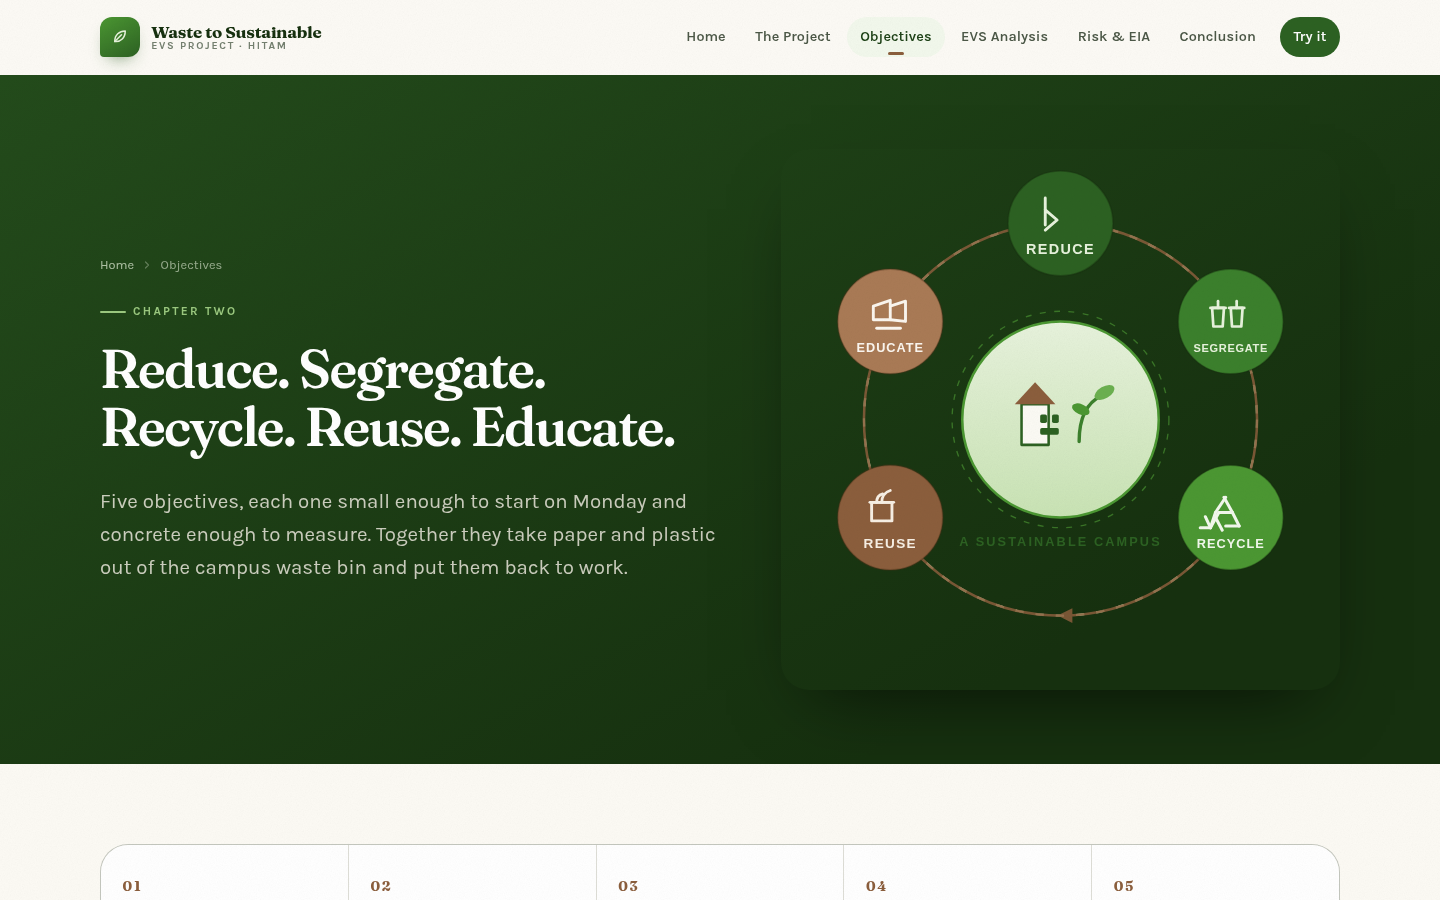 Waste to Sustainable
EVS PROJECT · HITAM
Home
The Project
Objectives
EVS Analysis
Risk & EIA
Conclusion
Try it
Home > Objectives
CHAPTER TWO
Reduce. Segregate.
Recycle. Reuse. Educate.
Five objectives, each one small enough to start on Monday and
concrete enough to measure. Together they take paper and plastic
out of the campus waste bin and put them back to work.
REDUCE
EDUCATE
SEGREGATE
REUSE
A SUSTAINABLE CAMPUS
RECYCLE
01
02
03
04
05